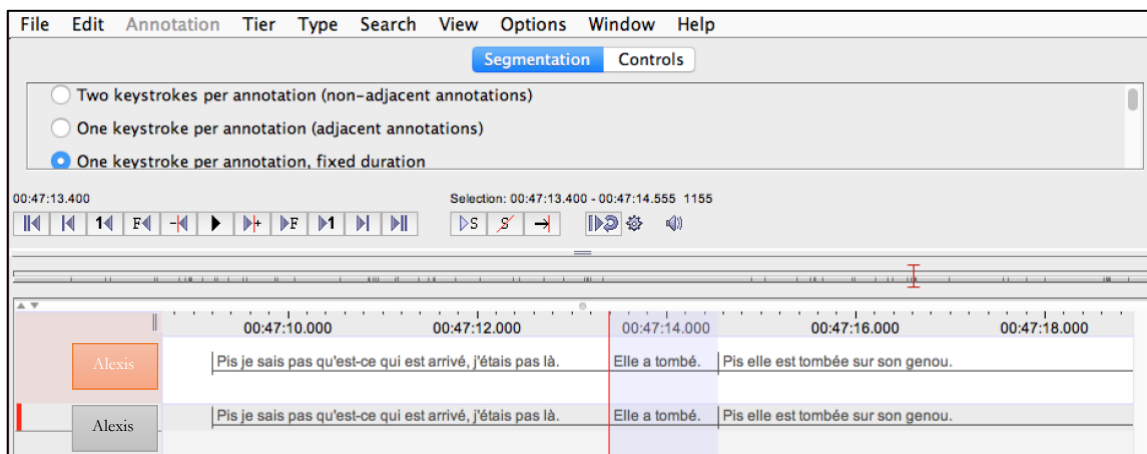 File Edit Annotation Tier Type Search View Options Window Help
Segmentation Controls
Two keystrokes per annotation (non-adjacent annotations)
One keystroke per annotation (adjacent annotations)
One keystroke per annotation, fixed duration
00:47:13.400 Selection: 00:47:13.400 - 00:47:14.555 1155
1 F + F 1 S S
00:47:10.000 00:47:12.000 00:47:14.000 00:47:16.000 00:47:18.000
Alexis Pis je sais pas qu'est-ce qui est arrivé, j'étais pas là. Elle a tombé. Pis elle est tombée sur son genou.
Alexis Pis je sais pas qu'est-ce qui est arrivé, j'étais pas là. Elle a tombé. Pis elle est tombée sur son genou.